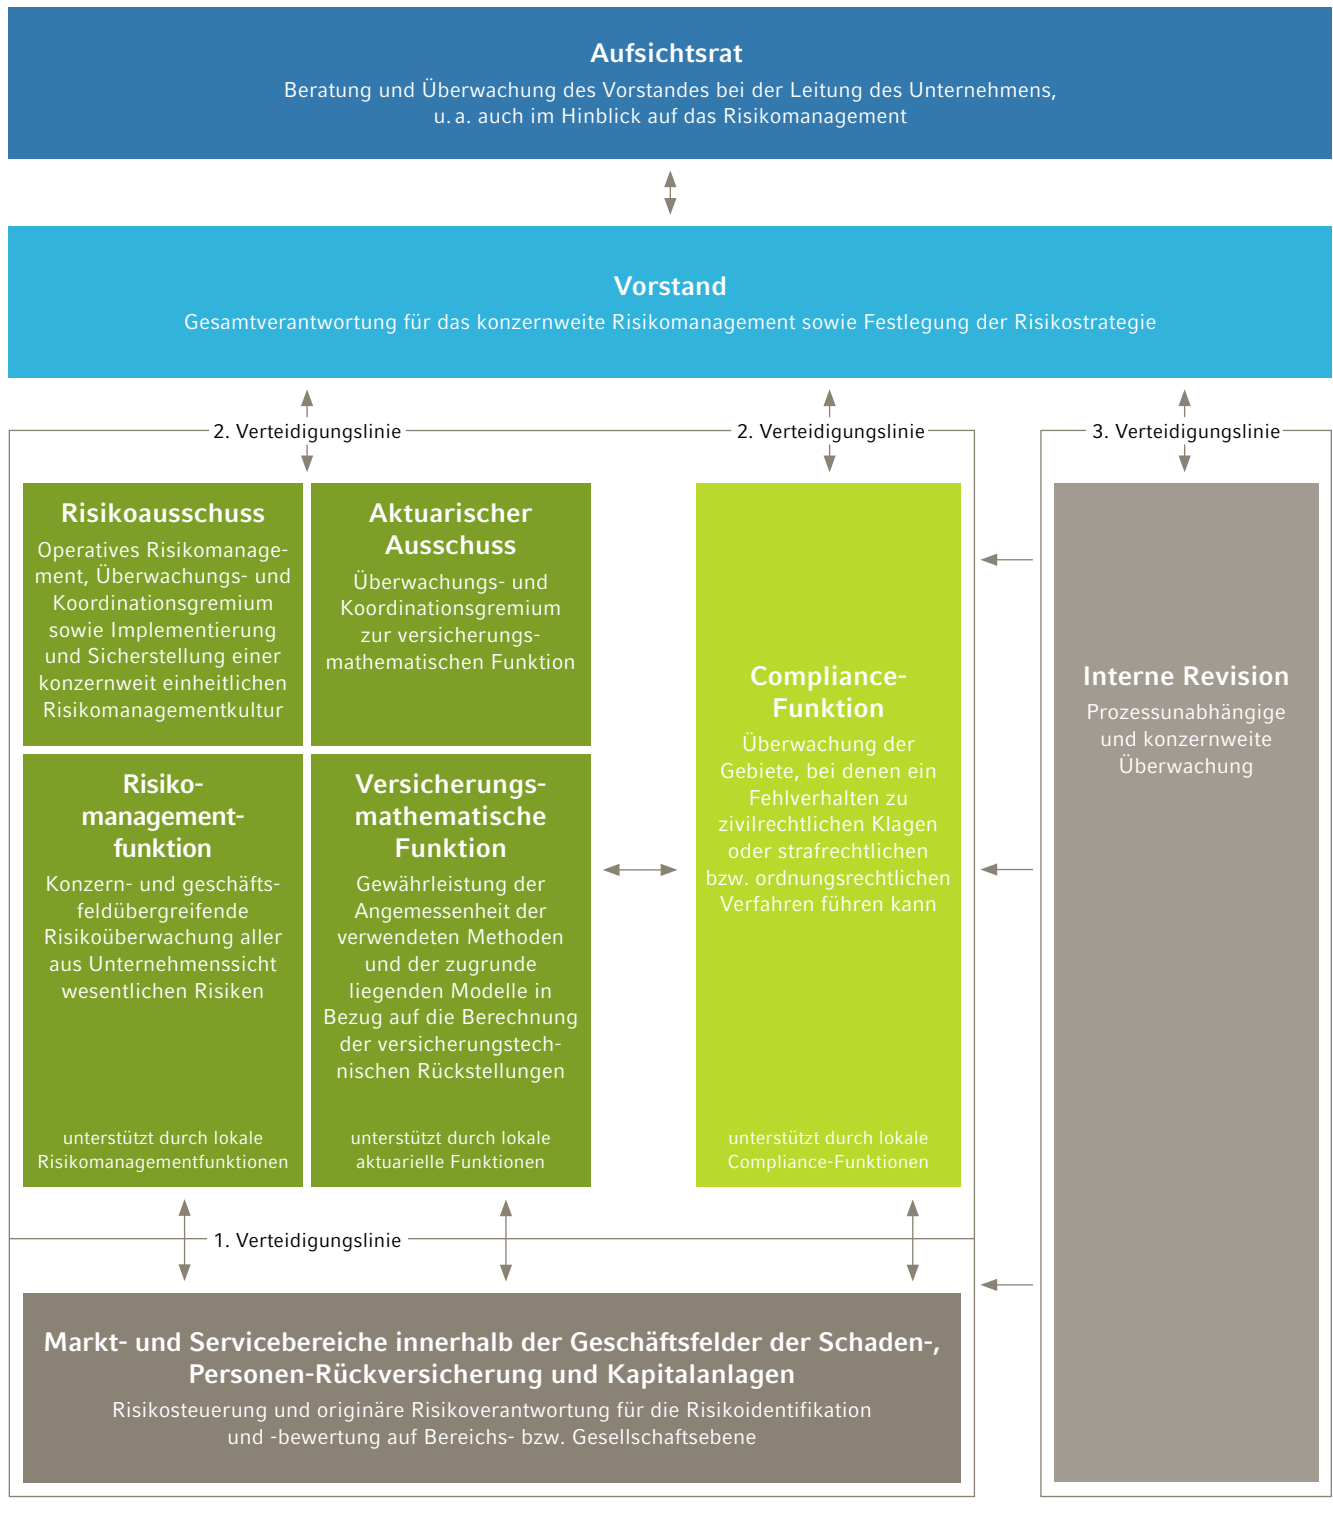 Aufsichtsrat
Beratung und Überwachung des Vorstandes bei der Leitung des Unternehmens,
u. a. auch im Hinblick auf das Risikomanagement
Vorstand
Gesamtverantwortung für das konzernweite Risikomanagement sowie Festlegung der Risikostrategie
2. Verteidigungslinie
2. Verteidigungslinie
3. Verteidigungslinie
Risikoausschuss
Operatives Risikomanage-
ment, Überwachungs- und
Koordinationsgremium
sowie Implementierung
und Sicherstellung einer
konzernweit einheitlichen
Risikomanagementkultur
Aktuarischer
Ausschuss
Überwachungs- und
Koordinationsgremium
zur versicherungs-
mathematischen Funktion
Risiko-
management-
funktion
Konzern- und geschäfts-
feldübergreifende
Risikoüberwachung aller
aus Unternehmenssicht
wesentlichen Risiken
unterstützt durch lokale
Risikomanagementfunktionen
Versicherungs-
mathematische
Funktion
Gewährleistung der
Angemessenheit der
verwendeten Methoden
und der zugrunde
liegenden Modelle in
Bezug auf die Berechnung
der versicherungstech-
nischen Rückstellungen
unterstützt durch lokale
aktuarielle Funktionen
Compliance-
Funktion
Überwachung der
Gebiete, bei denen ein
Fehlverhalten zu
zivilrechtlichen Klagen
oder strafrechtlichen
bzw. ordnungsrechtlichen
Verfahren führen kann
unterstützt durch lokale
Compliance-Funktionen
Interne Revision
Prozessunabhängige
und konzernweite
Überwachung
1. Verteidigungslinie
Markt- und Servicebereiche innerhalb der Geschäftsfelder der Schaden-,
Personen-Rückversicherung und Kapitalanlagen
Risikosteuerung und originäre Risikoverantwortung für die Risikoidentifikation
und -bewertung auf Bereichs- bzw. Gesellschaftsebene